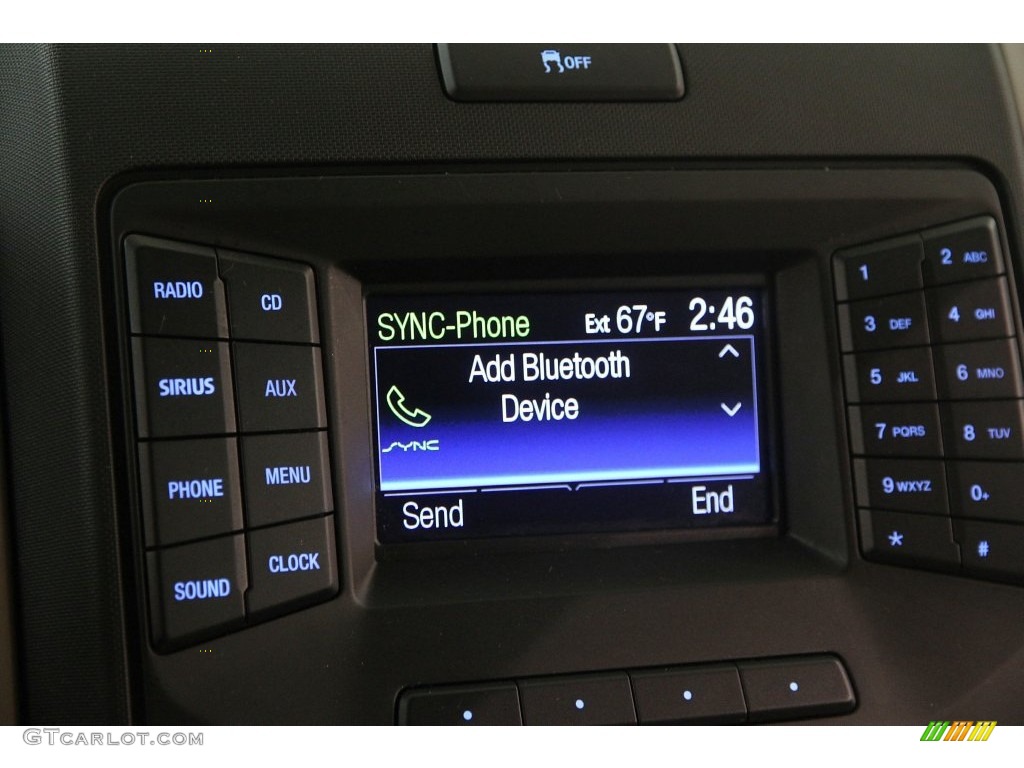 OFF
SYNC-Phone Ext 67°F 2:46
Add Bluetooth
Device
SYNC
Send End
RADIO CD
SIRIUS AUX
PHONE MENU
SOUND CLOCK
1 2 ABC
3 DEF 4 GHI
5 JKL 6 MNO
7 PQRS 8 TUV
9 WXYZ 0+
* #
GTCARLOT.COM